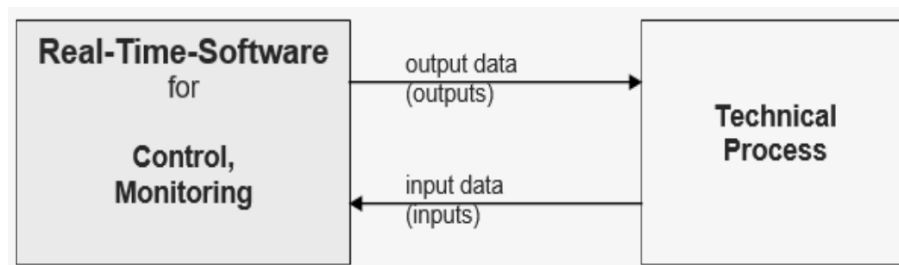 Real-Time-Software
for
Control,
Monitoring
output data
(outputs)
input data
(inputs)
Technical
Process